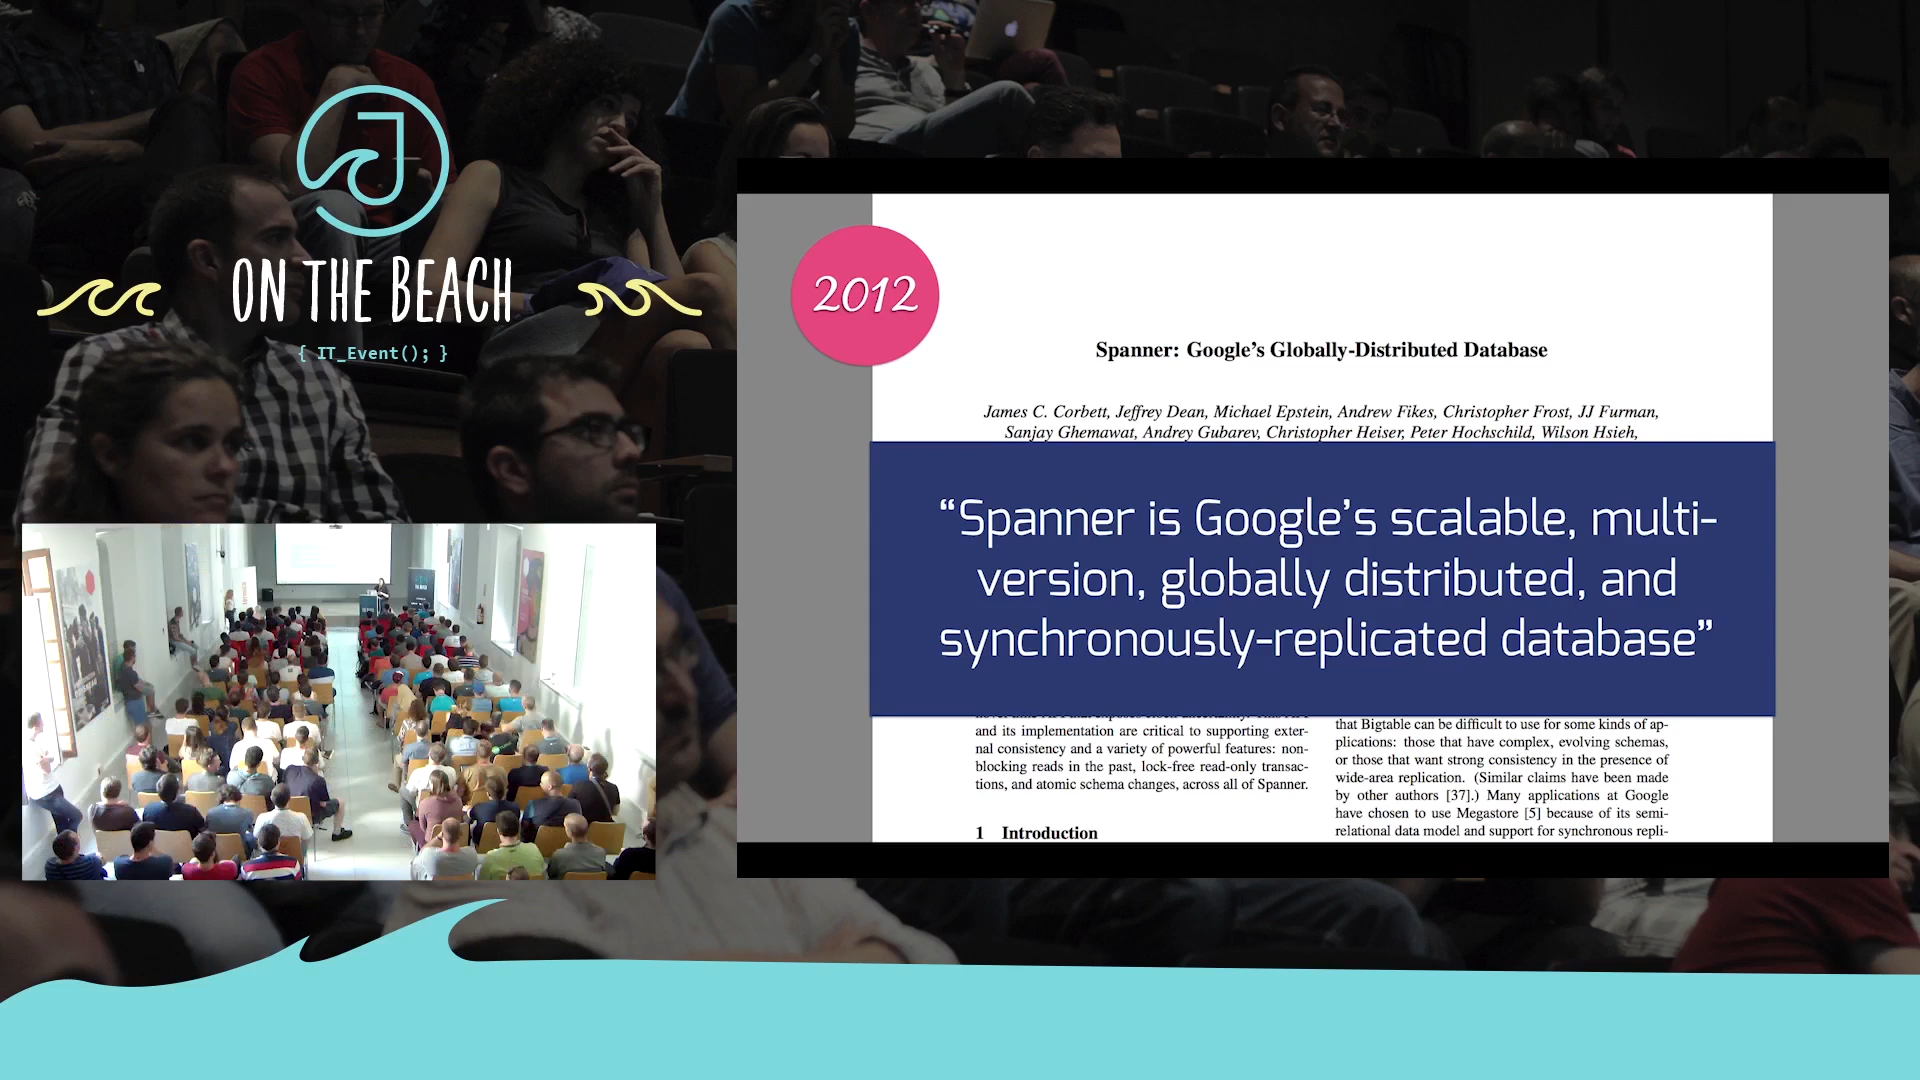 J
ON THE BEACH
{ IT_Event(); }
2012
Spanner: Google's Globally-Distributed Database
James C. Corbett, Jeffrey Dean, Michael Epstein, Andrew Fikes, Christopher Frost, JJ Furman,
Sanjay Ghemawat, Andrey Gubarev, Christopher Heiser, Peter Hochschild, Wilson Hsieh,
“Spanner is Google’s scalable, multi-
version, globally distributed, and
synchronously-replicated database”
and its implementation are critical to supporting exter-
nal consistency and a variety of powerful features: non-
blocking reads in the past, lock-free read-only transac-
tions, and atomic schema changes, across all of Spanner.
1 Introduction
that Bigtable can be difficult to use for some kinds of ap-
plications: those that have complex, evolving schemas,
or those that want strong consistency in the presence of
wide-area replication. (Similar claims have been made
by other authors [37].) Many applications at Google
have chosen to use Megastore [5] because of its semi-
relational data model and support for synchronous repli-